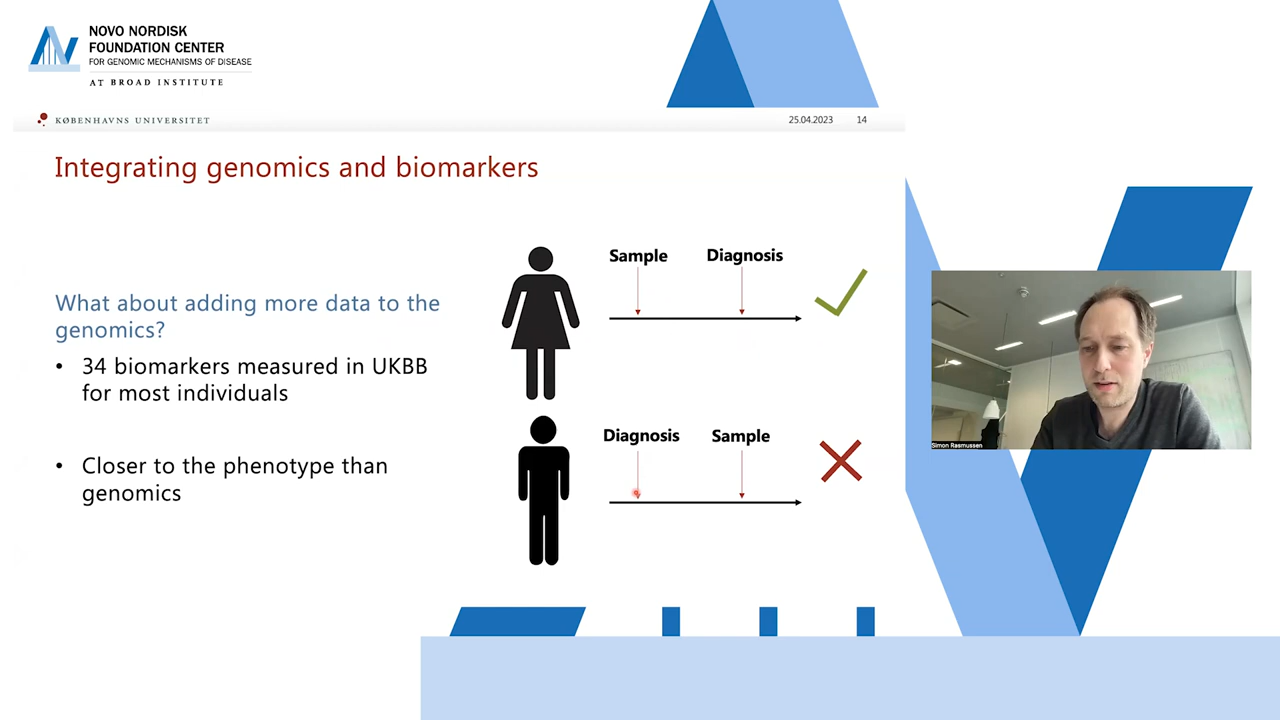 NOVO NORDISK
FOUNDATION CENTER
FOR GENOMIC MECHANISMS OF DISEASE
AT BROAD INSTITUTE
KØBENHAVNS UNIVERSITET
25.04.2023 14
Integrating genomics and biomarkers
What about adding more data to the
genomics?
• 34 biomarkers measured in UKBB
for most individuals
• Closer to the phenotype than
genomics
Sample Diagnosis
Diagnosis Sample
Simon Rasmussen